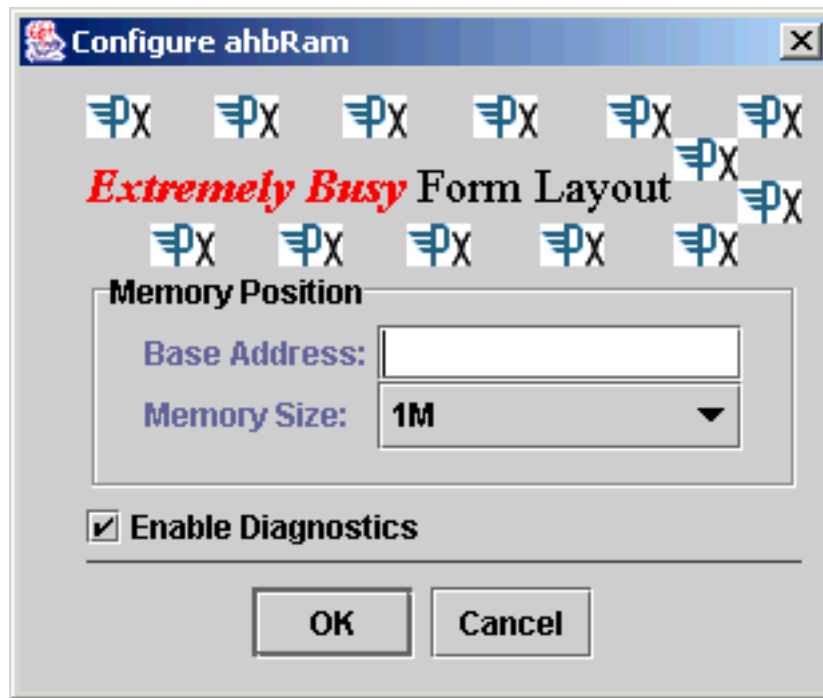 Configure ahbRam
PX PX PX PX PX PX
PX
Extremely Busy Form Layout
PX
PX PX PX PX PX
Memory Position
Base Address:
Memory Size: 1M
Enable Diagnostics
OK Cancel